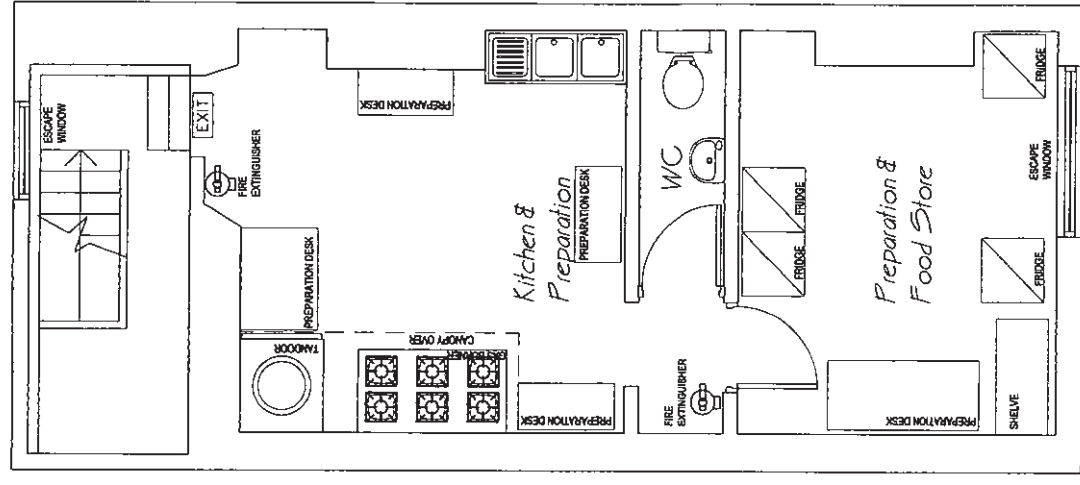 ESCAPE
WINDOW
EXIT
FIRE
EXTINGUISHER
PREPARATION DESK
PREPARATION DESK
TANDOOR
CANOPY OVER
BURNER
PREPARATION DESK
PREPARATION DESK
Kitchen &
Preparation
WC
FIRE
EXTINGUISHER
FRIDGE
FRIDGE
FRIDGE
FRIDGE
Preparation &
Food Store
ESCAPE
WINDOW
PREPARATION DESK
SHELVE